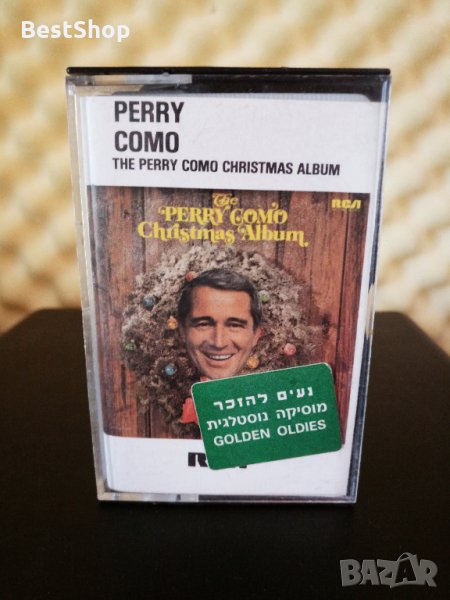 BestShop
PERRY
COMO
THE PERRY COMO CHRISTMAS ALBUM
RCA
The
PERRY COMO
Christmas Album
נעים להזכר
מוסיקה נוסטלגית
GOLDEN OLDIES
BAZAR